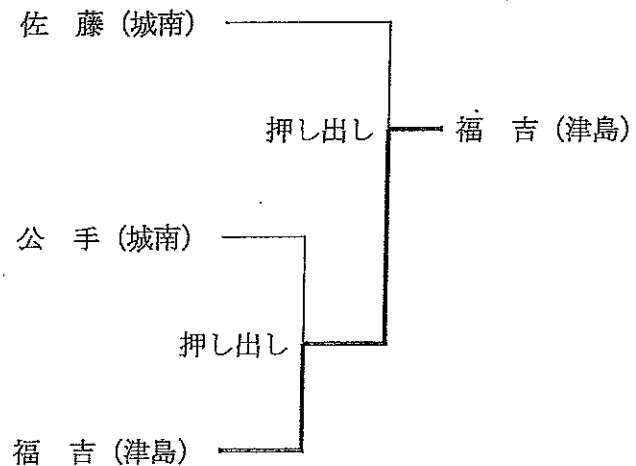 佐 藤 (城南)
押し出し
福 吉 (津島)
公 手 (城南)
押し出し
福 吉 (津島)